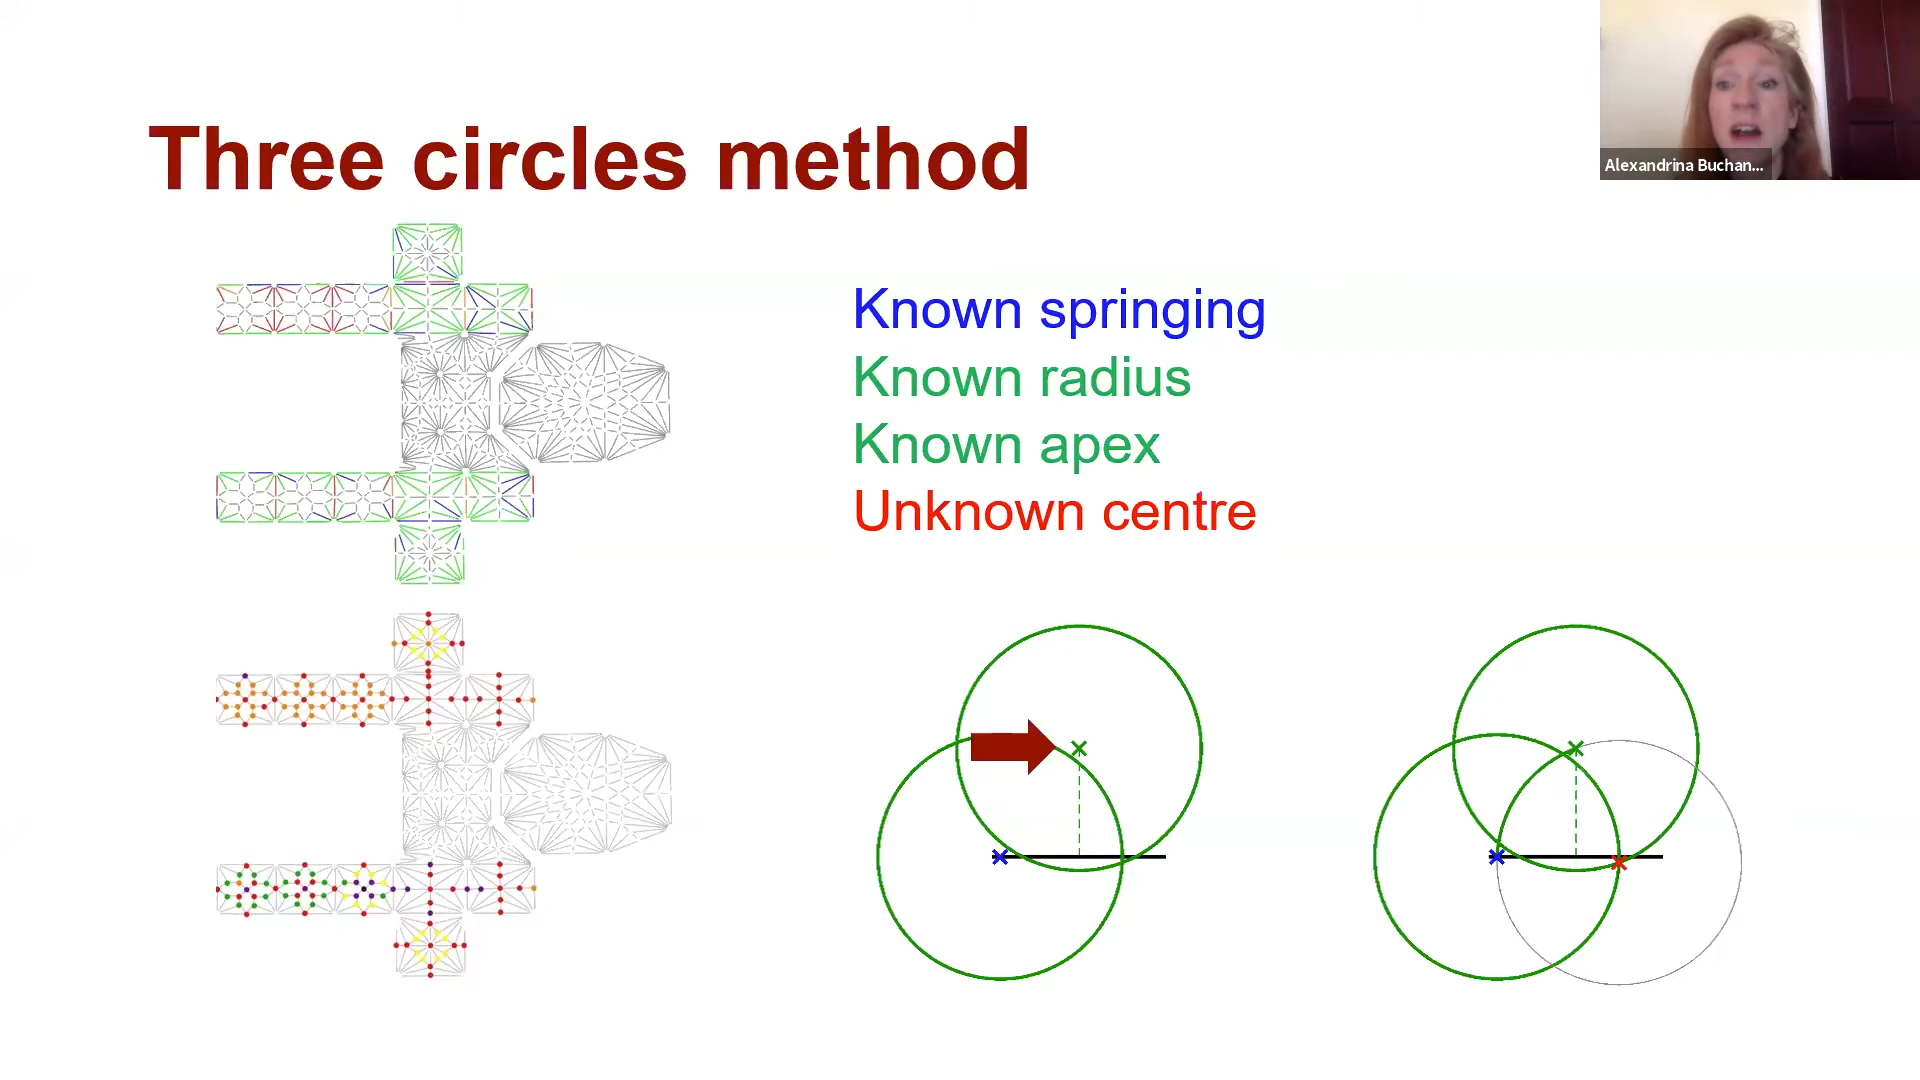 Three circles method
Alexandrina Buchan...
Known springing
Known radius
Known apex
Unknown centre